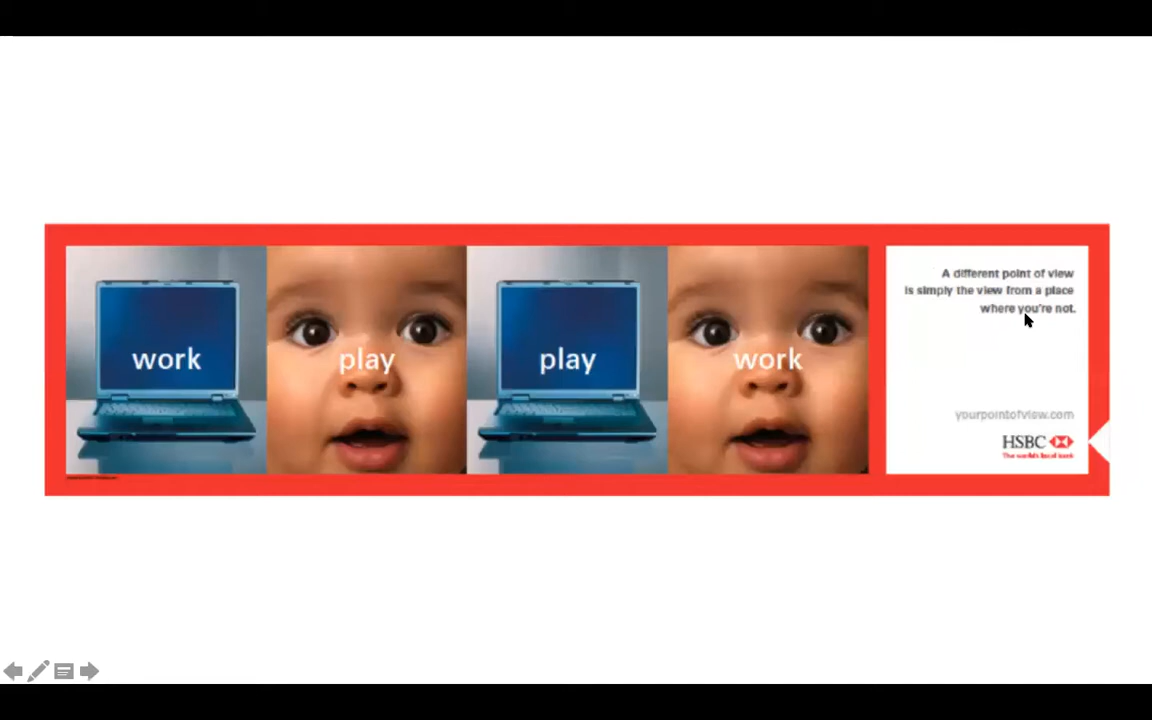 work
play
play
work
A different point of view
is simply the view from a place
where you're not.
yourpointofview.com
HSBC
The world's local bank